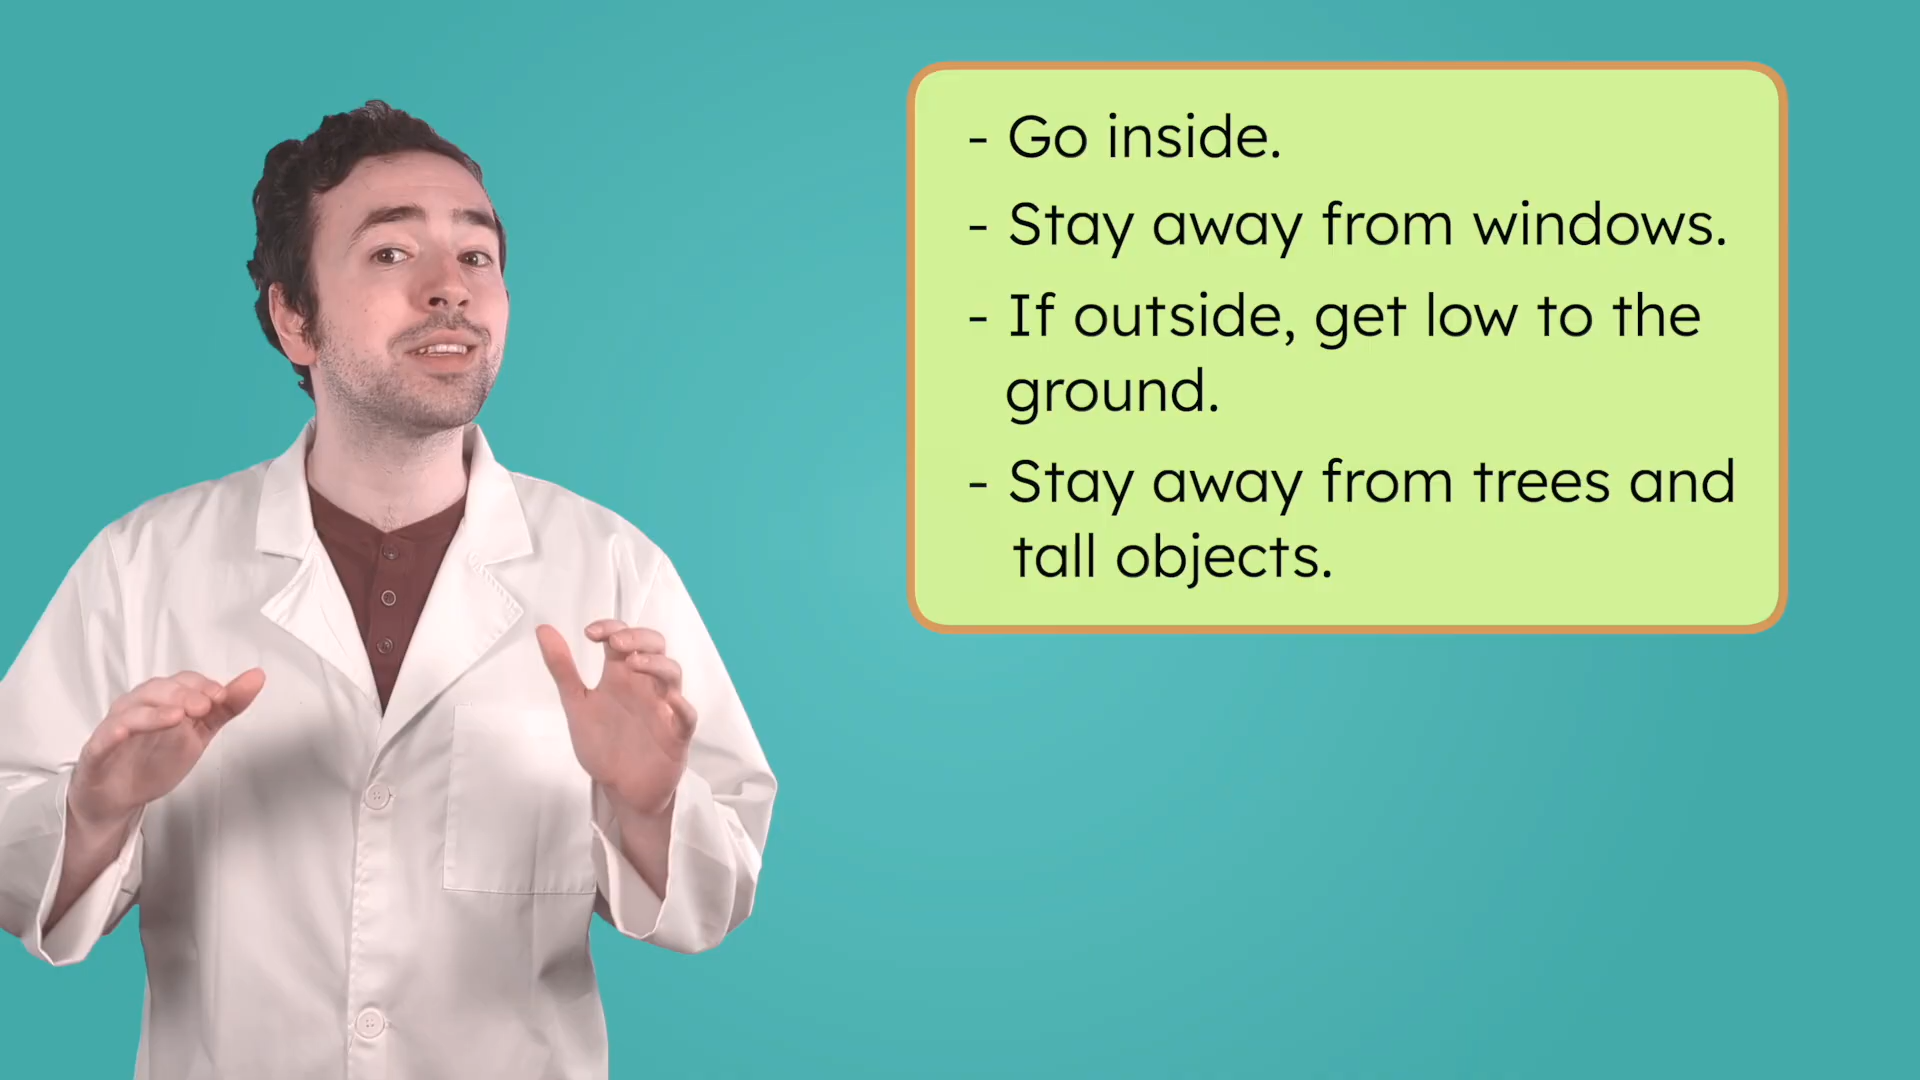 - Go inside.
- Stay away from windows.
- If outside, get low to the
ground.
- Stay away from trees and
tall objects.